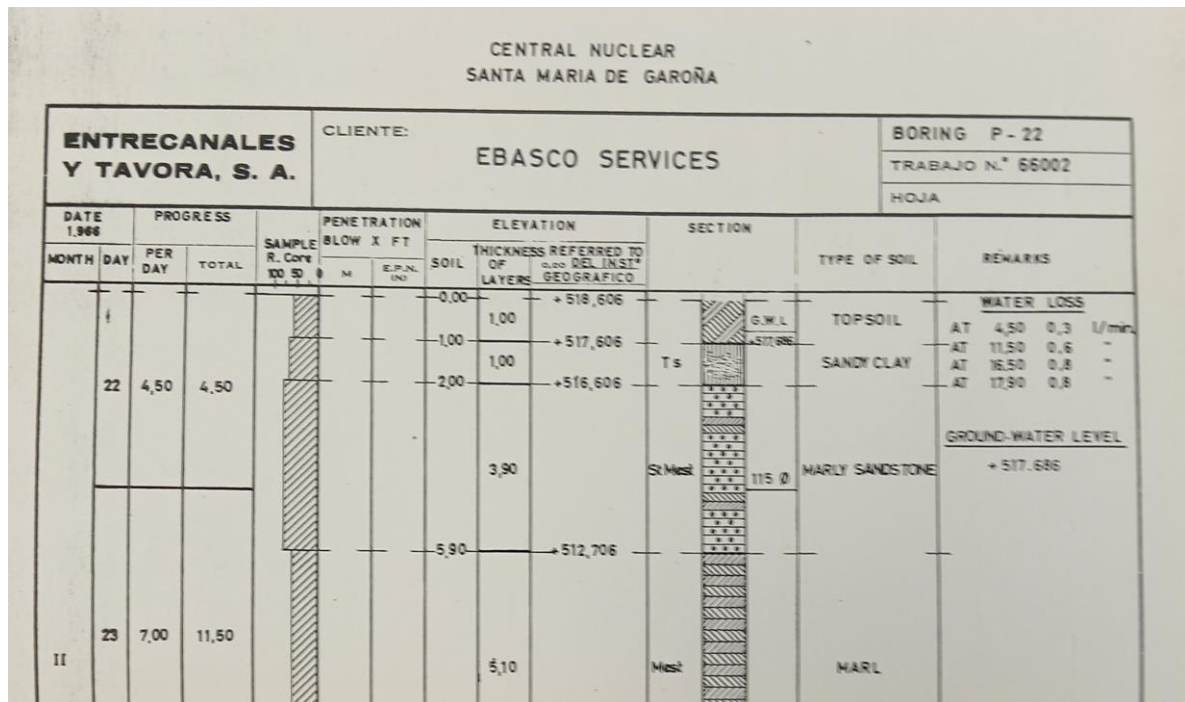 CENTRAL NUCLEAR
SANTA MARIA DE GAROÑA
ENTRECANALES
Y TAVORA, S. A.
CLIENTE:
EBASCO SERVICES
BORING P-22
TRABAJO N.° 66002
HOJA
DATE
1,966
PROGRESS
SAMPLE
R. Core
100 50 0
PENETRATION
BLOW X FT
ELEVATION
SECTION
TYPE OF SOIL
REMARKS
MONTH DAY
PER
DAY
TOTAL
M
E.P.N.
(N)
SOIL
THICKNESS
OF
LAYERS
REFERRED TO
0,00 DEL INST°
GEOGRAFICO
0,00 +518,606
1,00 G.W.L TOPSOIL
+517,686
1,00 +517,606
1,00 Ts SANDY CLAY
2,00 +516,606
22 4,50 4,50
3,90 St Mest 115 Ø MARLY SANDSTONE
5,90 +512,706
II 23 7,00 11,50
5,10 Mest MARL
WATER LOSS
AT 4,50 0,3 l/min.
AT 11,50 0,6 "
AT 16,50 0,8 "
AT 17,90 0,8 "
GROUND-WATER LEVEL
+517.686